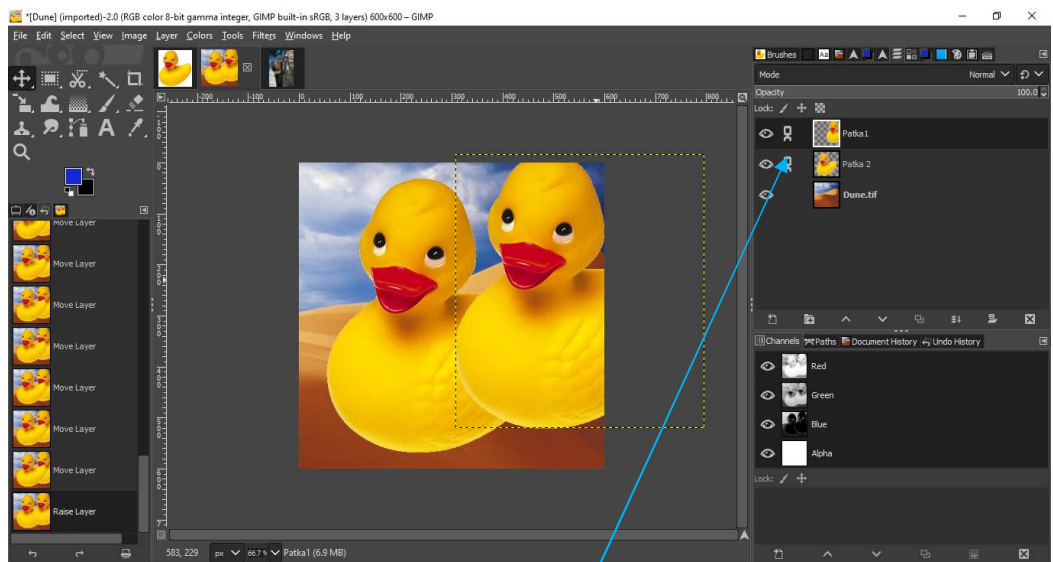 *[Dune] (imported)-2.0 (RGB color 8-bit gamma integer, GIMP built-in sRGB, 3 layers) 600x600 – GIMP
File Edit Select View Image Layer Colors Tools Filters Windows Help
Brushes
Mode Normal
Opacity 100.0
Lock:
Patka1
Patka 2
Dune.tif
Move Layer
Move Layer
Move Layer
Move Layer
Move Layer
Move Layer
Move Layer
Raise Layer
Channels Paths Document History Undo History
Red
Green
Blue
Alpha
Lock:
583, 229 px 66.7 % Patka1 (6.9 MB)